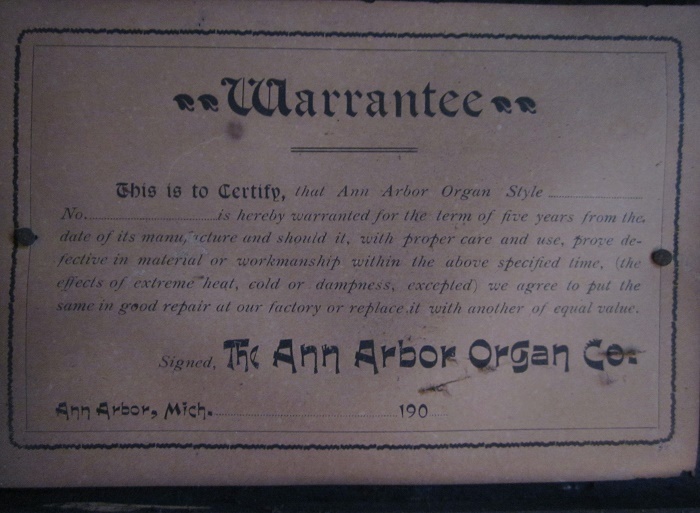 Warrantee
This is to Certify, that Ann Arbor Organ Style
No. is hereby warranted for the term of five years from the
date of its manufacture and should it, with proper care and use, prove de-
fective in material or workmanship within the above specified time, (the
effects of extreme heat, cold or dampness, excepted) we agree to put the
same in good repair at our factory or replace it with another of equal value.
Signed, The Ann Arbor Organ Co.
Ann Arbor, Mich. 190